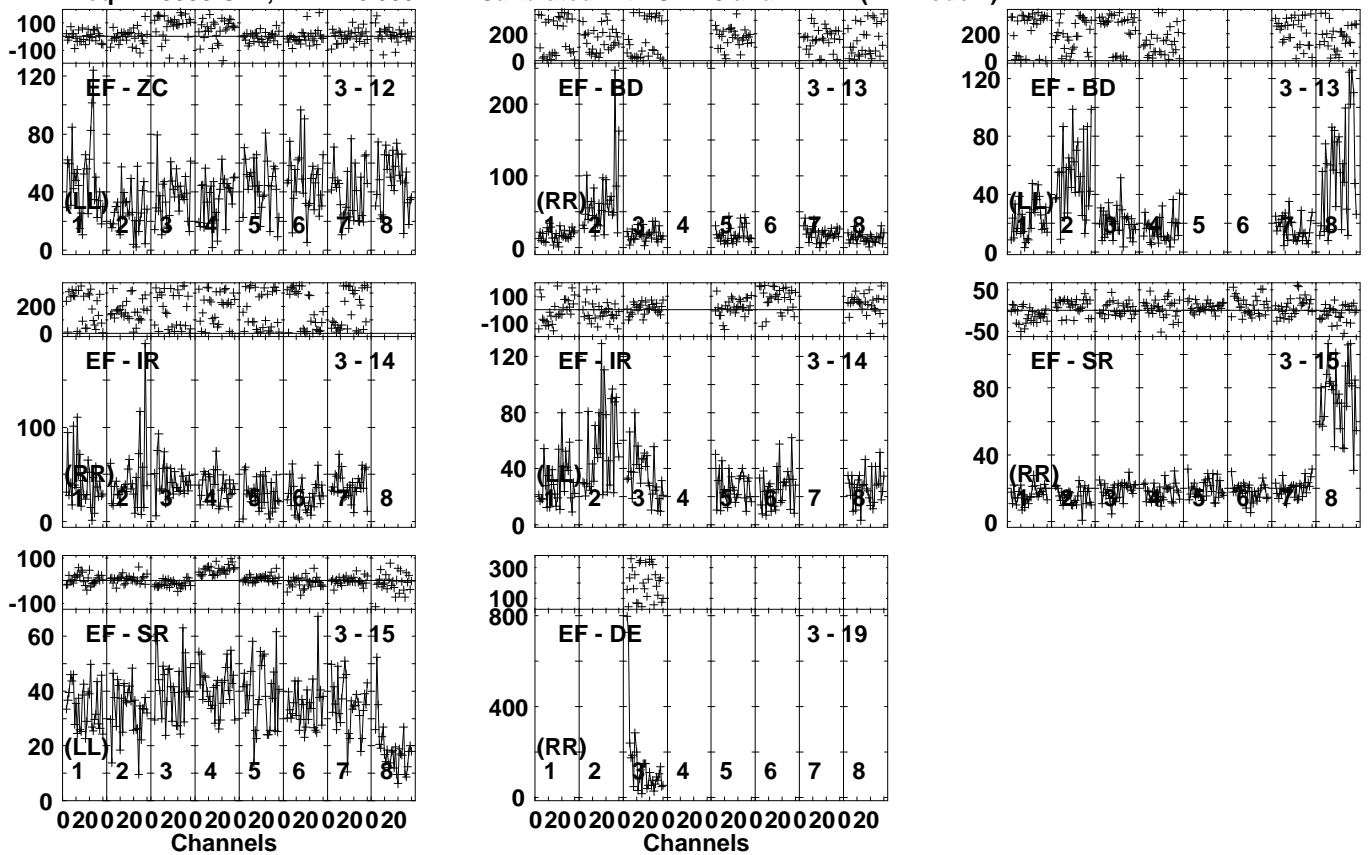 100
-100
120
80
40
0
EF - ZC 3 - 12
(LL)
1 2 3 4 5 6 7 8
200
0
200
100
0
EF - BD 3 - 13
(RR)
1 2 3 4 5 6 7 8
200
0
120
80
40
0
EF - BD 3 - 13
(LL)
1 2 3 4 5 6 7 8
200
0
100
0
EF - IR 3 - 14
(RR)
1 2 3 4 5 6 7 8
100
-100
120
80
40
0
EF - IR 3 - 14
(LL)
1 2 3 4 5 6 7 8
50
-50
80
40
0
EF - SR 3 - 15
(RR)
1 2 3 4 5 6 7 8
100
-100
60
40
20
0
EF - SR 3 - 15
(LL)
1 2 3 4 5 6 7 8
020020020020020020020020
Channels
300
100
800
400
0
EF - DE 3 - 19
(RR)
1 2 3 4 5 6 7 8
020020020020020020020020
Channels